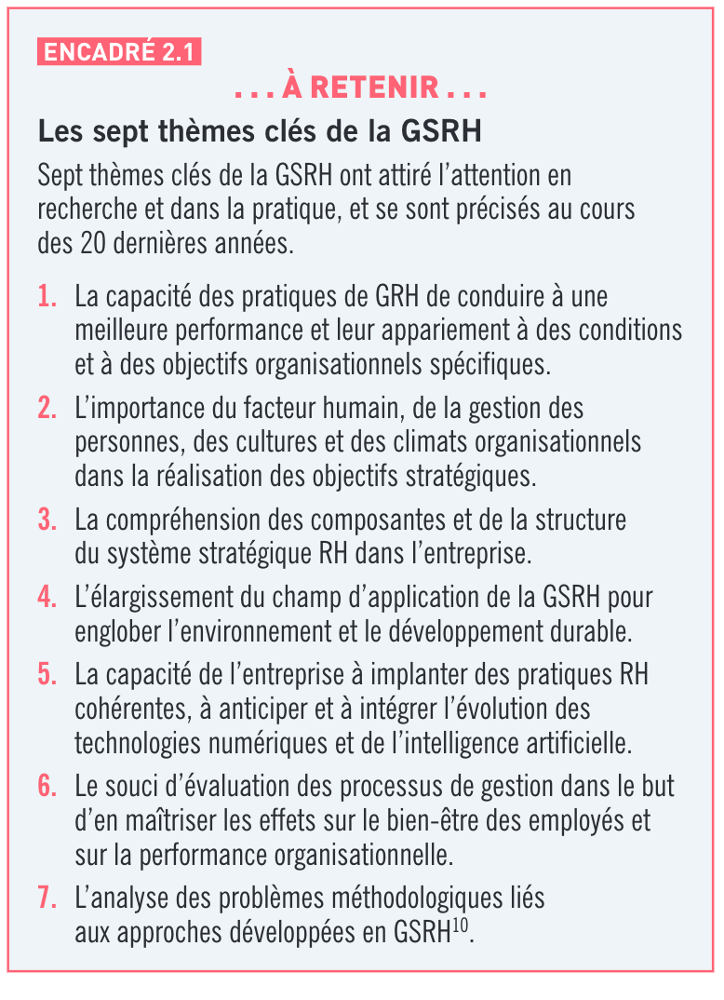 ENCADRÉ 2.1
... À RETENIR ...
Les sept thèmes clés de la GSRH
Sept thèmes clés de la GSRH ont attiré l’attention en
recherche et dans la pratique, et se sont précisés au cours
des 20 dernières années.
1. La capacité des pratiques de GRH de conduire à une
meilleure performance et leur appariement à des conditions
et à des objectifs organisationnels spécifiques.
2. L’importance du facteur humain, de la gestion des
personnes, des cultures et des climats organisationnels
dans la réalisation des objectifs stratégiques.
3. La compréhension des composantes et de la structure
du système stratégique RH dans l’entreprise.
4. L’élargissement du champ d’application de la GSRH pour
englober l’environnement et le développement durable.
5. La capacité de l’entreprise à implanter des pratiques RH
cohérentes, à anticiper et à intégrer l’évolution des
technologies numériques et de l’intelligence artificielle.
6. Le souci d’évaluation des processus de gestion dans le but
d’en maîtriser les effets sur le bien-être des employés et
sur la performance organisationnelle.
7. L’analyse des problèmes méthodologiques liés
aux approches développées en GSRH¹⁰.